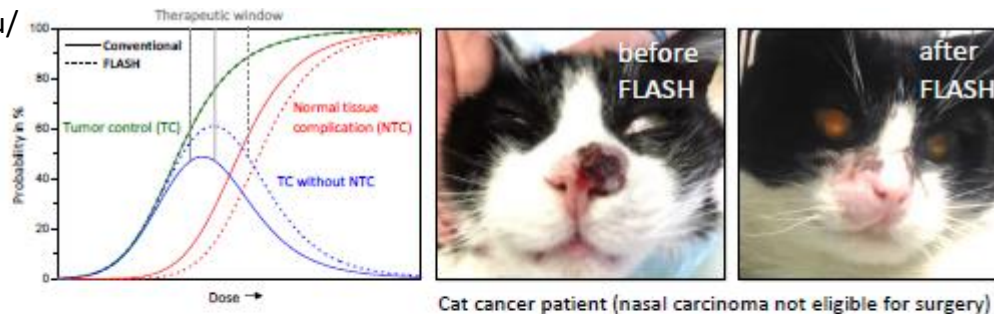 u/
Therapeutic window
100
80
60
40
20
0
Probability in %
Conventional
FLASH
Tumor control (TC)
Normal tissue
complication (NTC)
TC without NTC
Dose →
before
FLASH
after
FLASH
Cat cancer patient (nasal carcinoma not eligible for surgery)